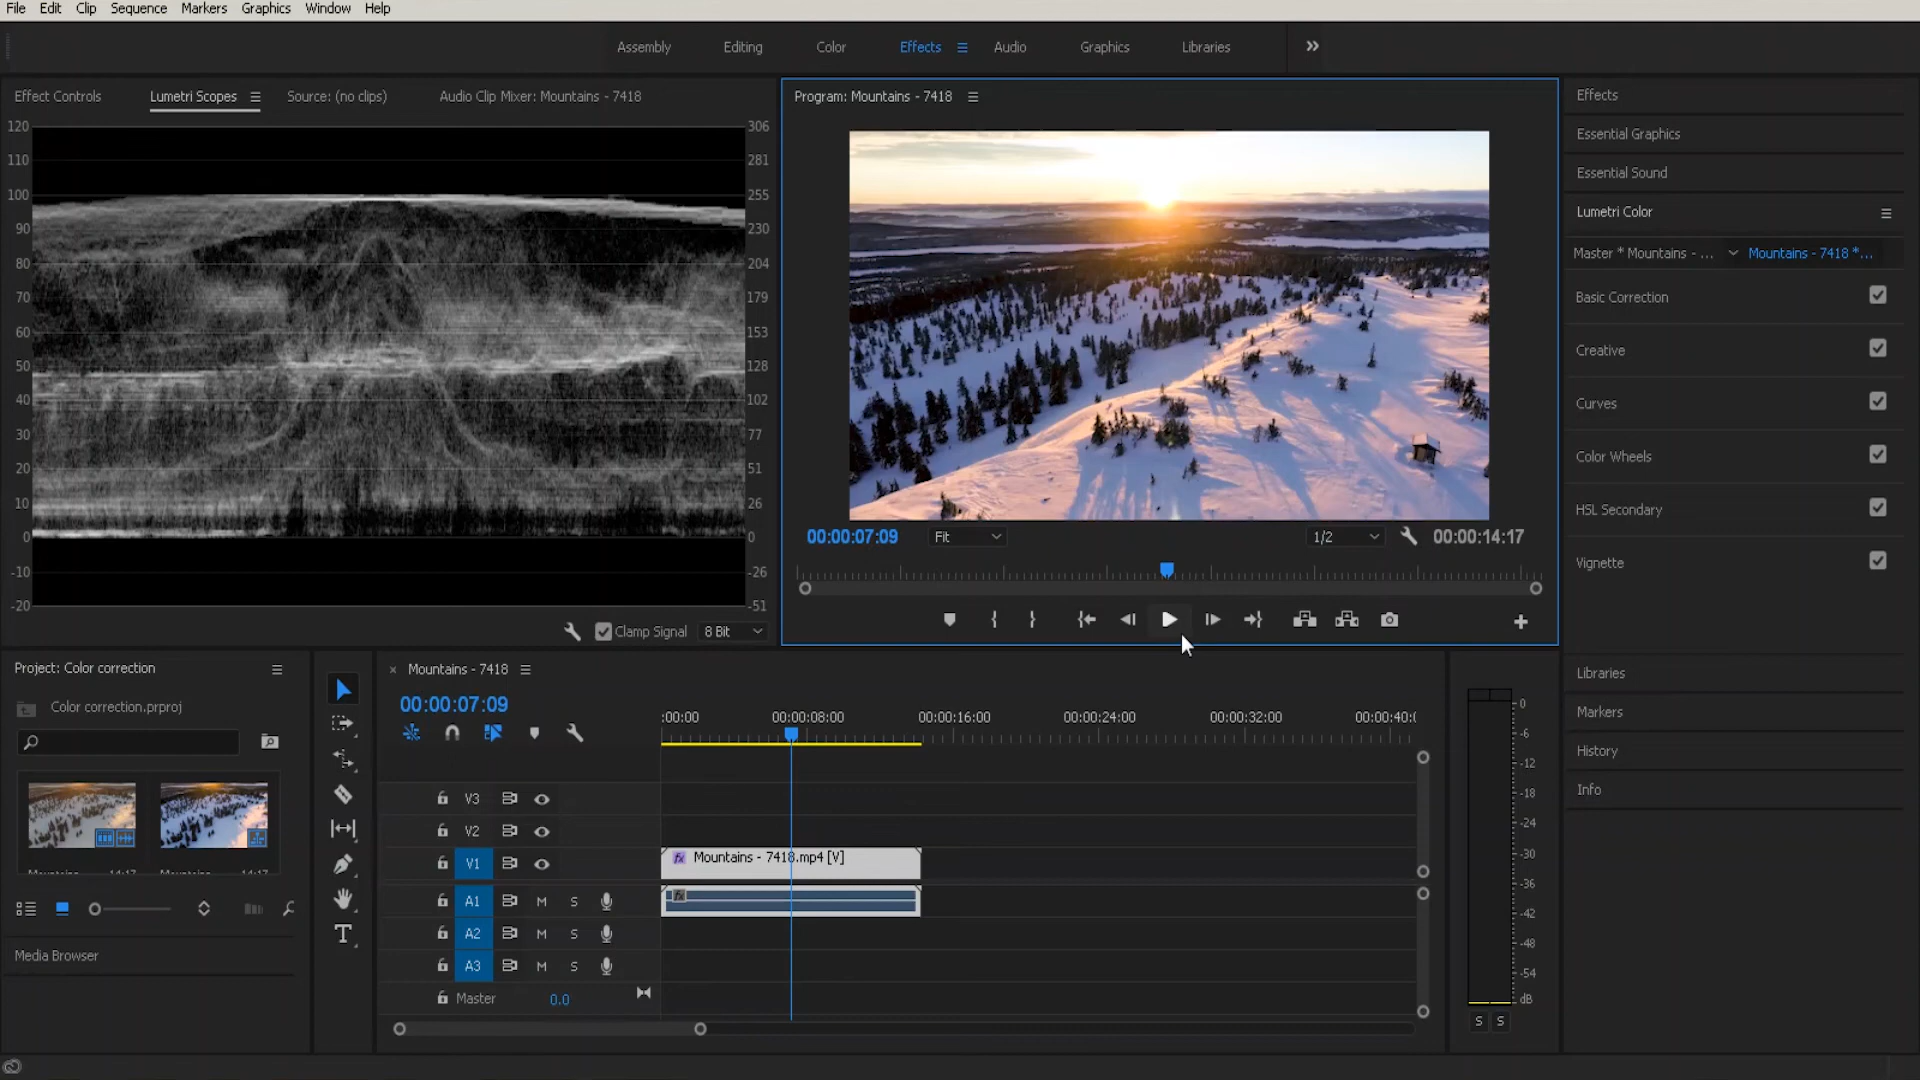 File Edit Clip Sequence Markers Graphics Window Help
Assembly Editing Color Effects Audio Graphics Libraries
Effect Controls Lumetri Scopes Source: (no clips) Audio Clip Mixer: Mountains - 7418
120 306
110 281
100 255
90 230
80 204
70 179
60 153
50 128
40 102
30 77
20 51
10 26
0 0
-10 -26
-20 -51
Clamp Signal 8 Bit
Program: Mountains - 7418
00:00:07:09 Fit 1/2 00:00:14:17
Effects
Essential Graphics
Essential Sound
Lumetri Color
Master * Mountains - ... Mountains - 7418 *...
Basic Correction
Creative
Curves
Color Wheels
HSL Secondary
Vignette
Libraries
Markers
History
Info
Project: Color correction
Color correction.prproj
Media Browser
Mountains - 7418
00:00:07:09
:00:00 00:00:08:00 00:00:16:00 00:00:24:00 00:00:32:00 00:00:40:0
V3
V2
V1 fx Mountains - 7418.mp4 [V]
A1 M S fx
A2 M S
A3 M S
Master 0.0
0
-6
-12
-18
-24
-30
-36
-42
-48
-54
dB
S S